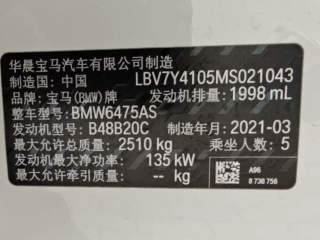 华晨宝马汽车有限公司制造
制造国：中国 LBV7Y4105MS021043
品牌：宝马(BMW)牌 发动机排量：1998 mL
整车型号：BMW6475AS
发动机型号：B48B20C 制造年月：2021-03
最大允许总质量：2510 kg 乘坐人数：5
发动机最大净功率：135 kW
最大允许牵引质量：-- kg
A96
8 738 756